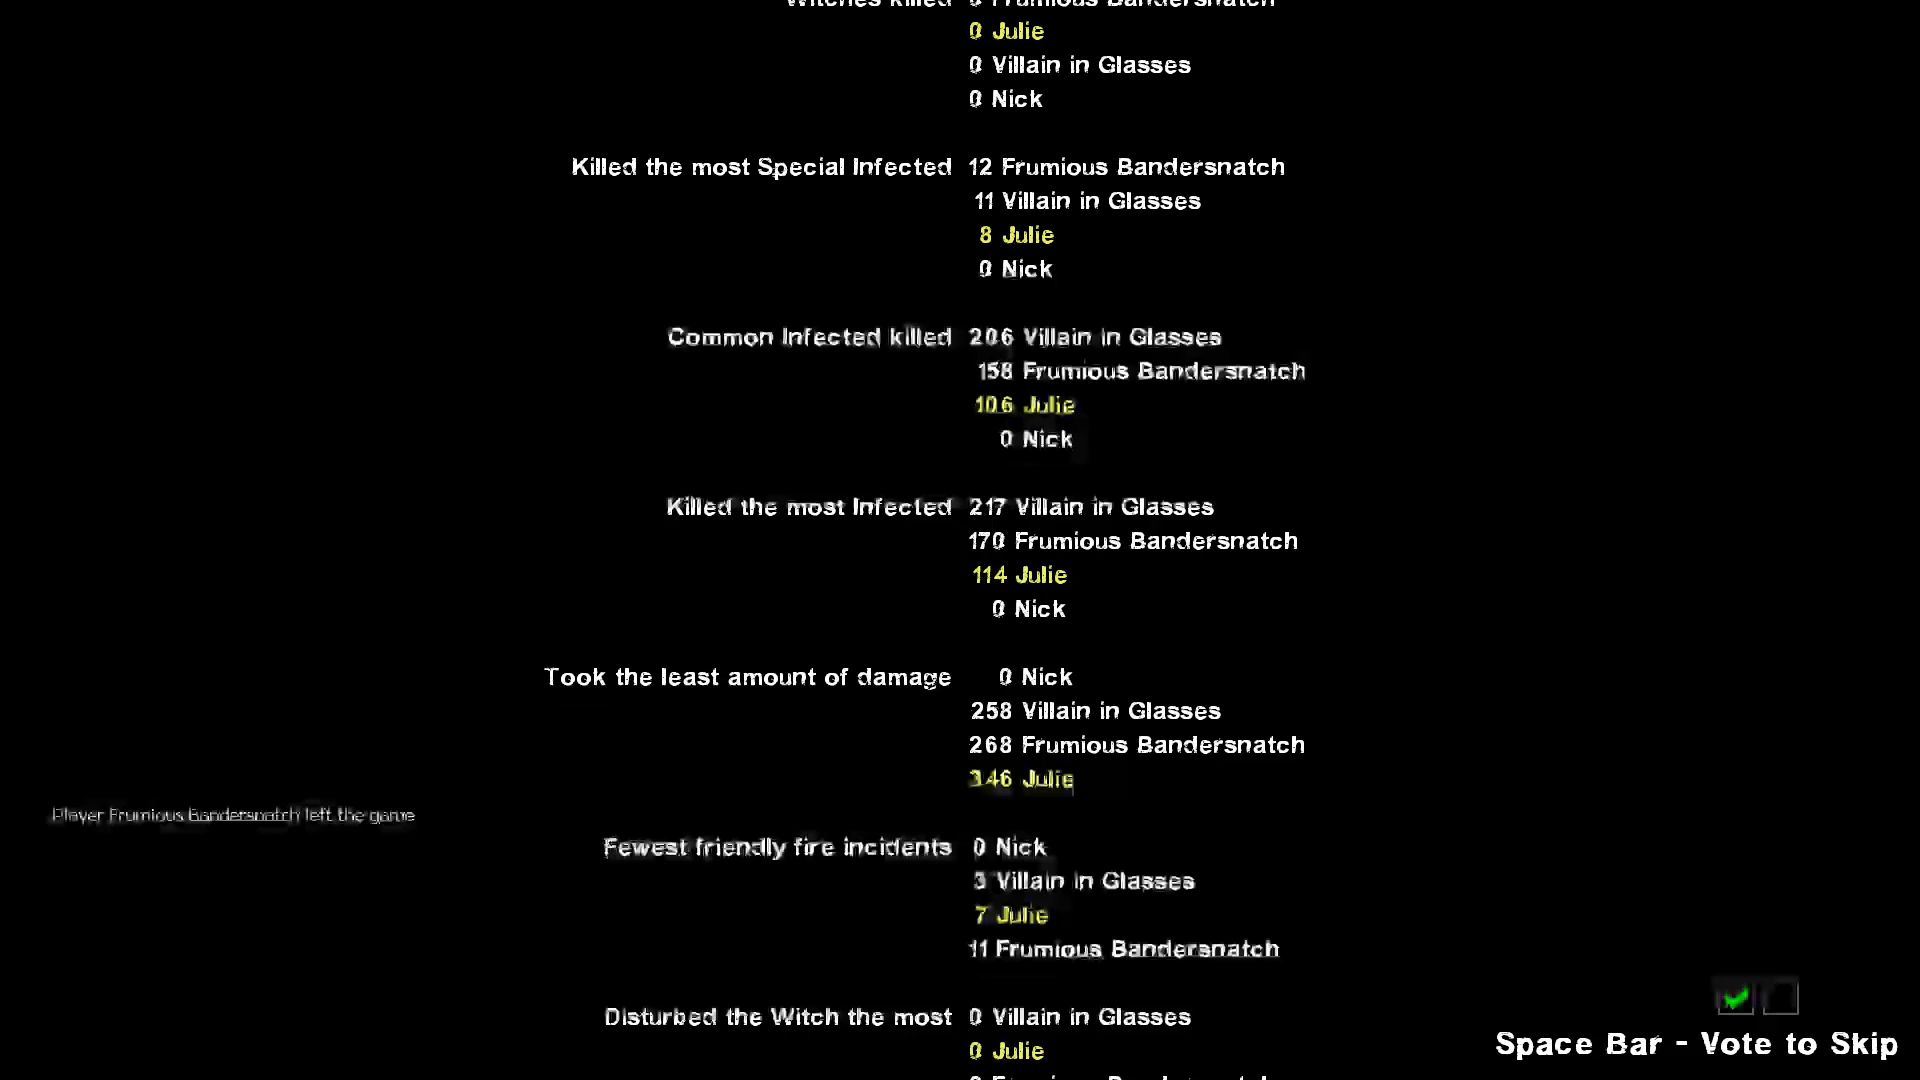 Witches killed 0 Frumious Bandersnatch
0 Julie
0 Villain in Glasses
0 Nick
Killed the most Special Infected 12 Frumious Bandersnatch
11 Villain in Glasses
8 Julie
0 Nick
Common Infected killed 206 Villain in Glasses
158 Frumious Bandersnatch
106 Julie
0 Nick
Killed the most Infected 217 Villain in Glasses
170 Frumious Bandersnatch
114 Julie
0 Nick
Took the least amount of damage 0 Nick
258 Villain in Glasses
268 Frumious Bandersnatch
346 Julie
Player Frumious Bandersnatch left the game
Fewest friendly fire incidents 0 Nick
3 Villain in Glasses
7 Julie
11 Frumious Bandersnatch
Disturbed the Witch the most 0 Villain in Glasses
0 Julie
Space Bar - Vote to Skip